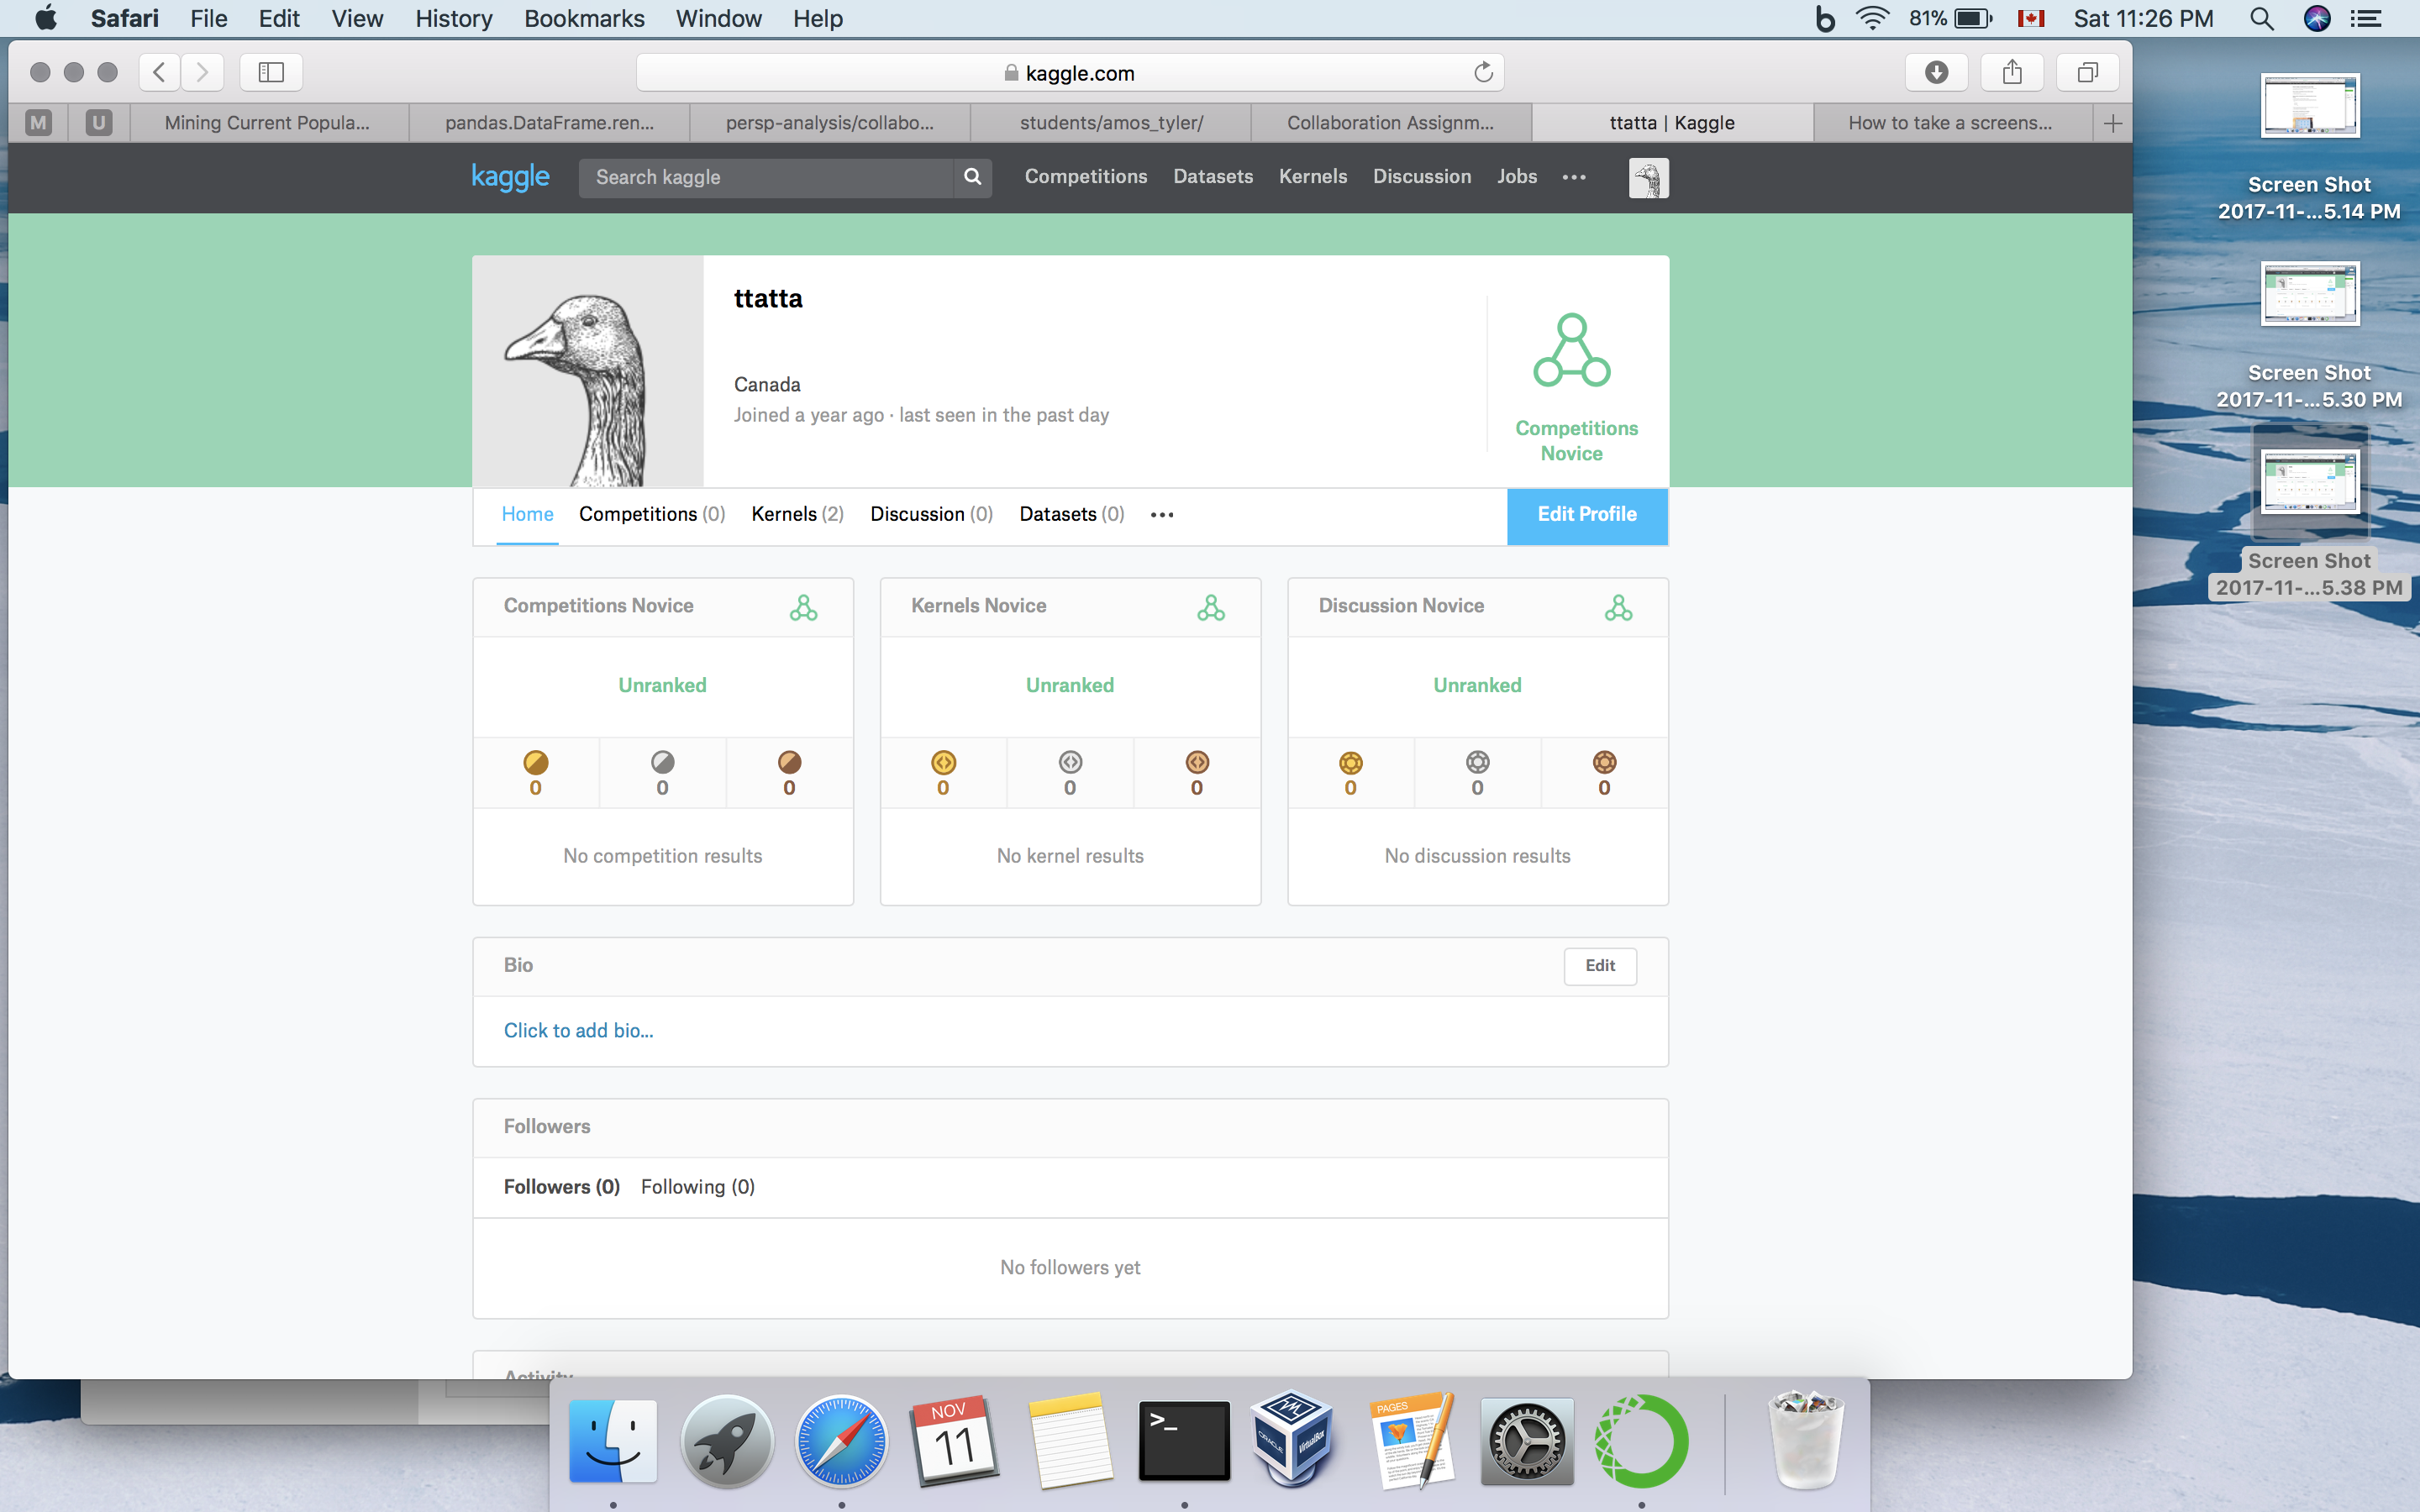 Safari File Edit View History Bookmarks Window Help 81% Sat 11:26 PM
kaggle.com
M U Mining Current Popula... pandas.DataFrame.ren... persp-analysis/collabo... students/amos_tyler/ Collaboration Assignm... ttatta | Kaggle How to take a screens...
kaggle Search kaggle Competitions Datasets Kernels Discussion Jobs
ttatta
Canada
Joined a year ago · last seen in the past day
Competitions
Novice
Home Competitions (0) Kernels (2) Discussion (0) Datasets (0) Edit Profile
Competitions Novice Kernels Novice Discussion Novice
Unranked Unranked Unranked
0 0 0 0 0 0 0 0 0
No competition results No kernel results No discussion results
Bio Edit
Click to add bio...
Followers
Followers (0) Following (0)
No followers yet
Activity
Screen Shot
2017-11-...5.14 PM
Screen Shot
2017-11-...5.30 PM
Screen Shot
2017-11-...5.38 PM
NOV
11
>_
ORACLE VirtualBox
PAGES